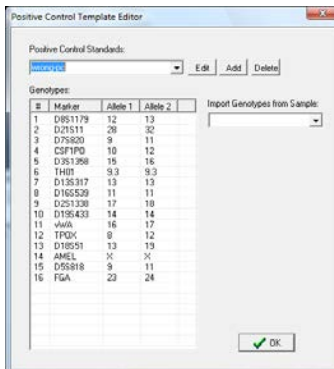 Positive Control Template Editor
Positive Control Standards:
wrong-pc Edit Add Delete
Genotypes:
Import Genotypes from Sample:
# Marker Allele 1 Allele 2
1 D8S1179 12 13
2 D21S11 28 32
3 D7S820 9 11
4 CSF1PO 10 12
5 D3S1358 15 16
6 TH01 9.3 9.3
7 D13S317 13 13
8 D16S539 11 11
9 D2S1338 17 18
10 D19S433 14 14
11 vWA 16 17
12 TPOX 8 12
13 D18S51 13 19
14 AMEL X X
15 D5S818 9 11
16 FGA 23 24
OK